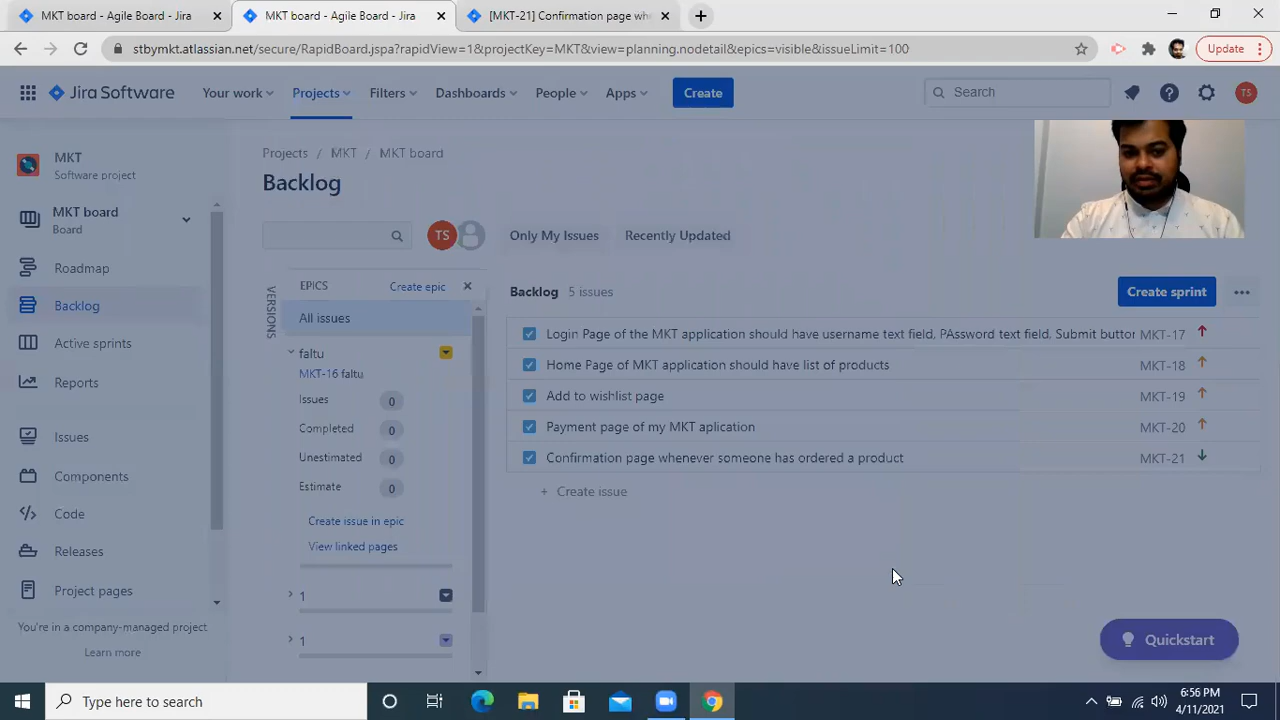 MKT board - Agile Board - Jira
MKT board - Agile Board - Jira
[MKT-21] Confirmation page whe
stbymkt.atlassian.net/secure/RapidBoard.jspa?rapidView=1&projectKey=MKT&view=planning.nodetail&epics=visible&issueLimit=100
Update
Jira Software
Your work
Projects
Filters
Dashboards
People
Apps
Create
Search
TS
MKT
Software project
MKT board
Board
Roadmap
Backlog
Active sprints
Reports
Issues
Components
Code
Releases
Project pages
You're in a company-managed project
Learn more
Projects / MKT / MKT board
Backlog
TS
Only My Issues
Recently Updated
VERSIONS
EPICS
Create epic
All issues
faltu
MKT-16 faltu
Issues 0
Completed 0
Unestimated 0
Estimate 0
Create issue in epic
View linked pages
1
1
Backlog 5 issues
Create sprint
Login Page of the MKT application should have username text field, PAssword text field. Submit button MKT-17
Home Page of MKT application should have list of products MKT-18
Add to wishlist page MKT-19
Payment page of my MKT aplication MKT-20
Confirmation page whenever someone has ordered a product MKT-21
+ Create issue
Quickstart
Type here to search
6:56 PM
4/11/2021